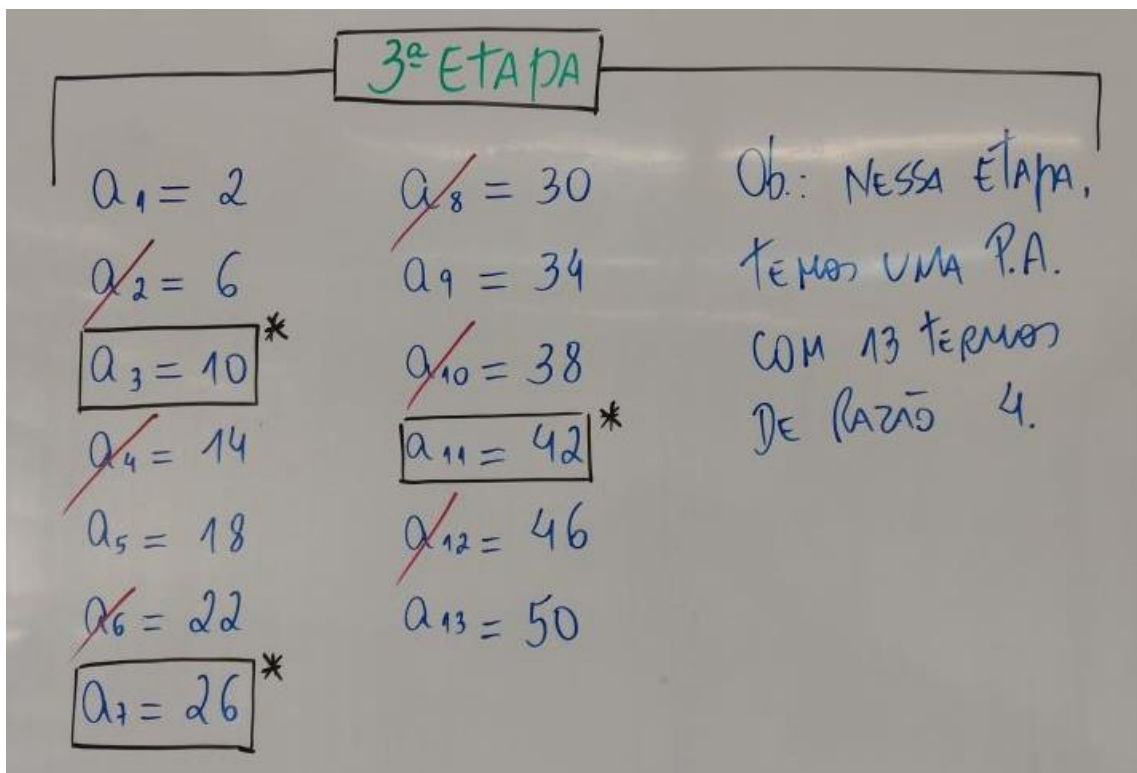 3ª ETAPA
a1 = 2
a2 = 6
a3 = 10 *
a4 = 14
a5 = 18
a6 = 22
a7 = 26 *
a8 = 30
a9 = 34
a10 = 38
a11 = 42 *
a12 = 46
a13 = 50
Ob.: NESSA ETAPA,
TEMOS UMA P.A.
COM 13 TERMOS
DE RAZÃO 4.